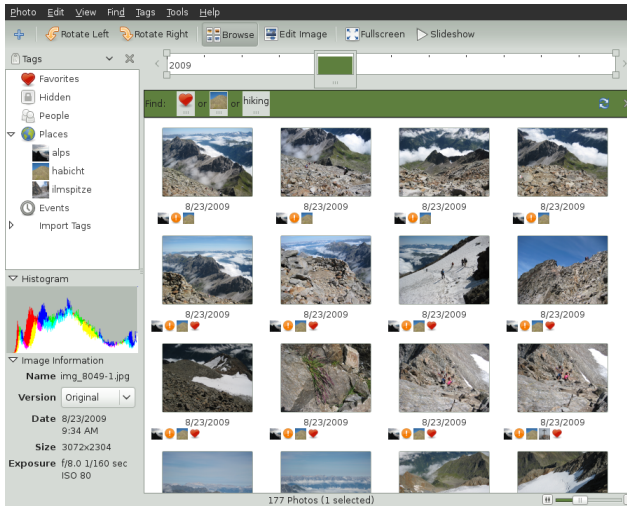 Photo Edit View Find Tags Tools Help
Rotate Left Rotate Right Browse Edit Image Fullscreen Slideshow
Tags
2009
Favorites
Hidden
People
Places
alps
habicht
ilmspitze
Events
Import Tags
Find: or or hiking
8/23/2009 8/23/2009 8/23/2009 8/23/2009
8/23/2009 8/23/2009 8/23/2009 8/23/2009
8/23/2009 8/23/2009 8/23/2009 8/23/2009
Histogram
Image Information
Name img_8049-1.jpg
Version Original
Date 8/23/2009
9:34 AM
Size 3072x2304
Exposure f/8.0 1/160 sec
ISO 80
177 Photos (1 selected)